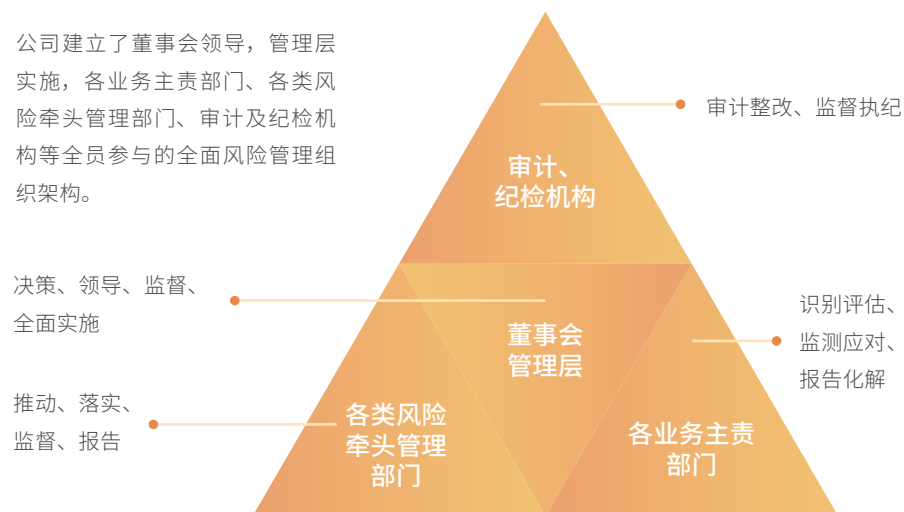 公司建立了董事会领导，管理层
实施，各业务主责部门、各类风
险牵头管理部门、审计及纪检机
构等全员参与的全面风险管理组
织架构。
审计整改、监督执纪
审计、
纪检机构
决策、领导、监督、
全面实施
董事会
管理层
识别评估、
监测应对、
报告化解
推动、落实、
监督、报告
各类风险
牵头管理
部门
各业务主责
部门